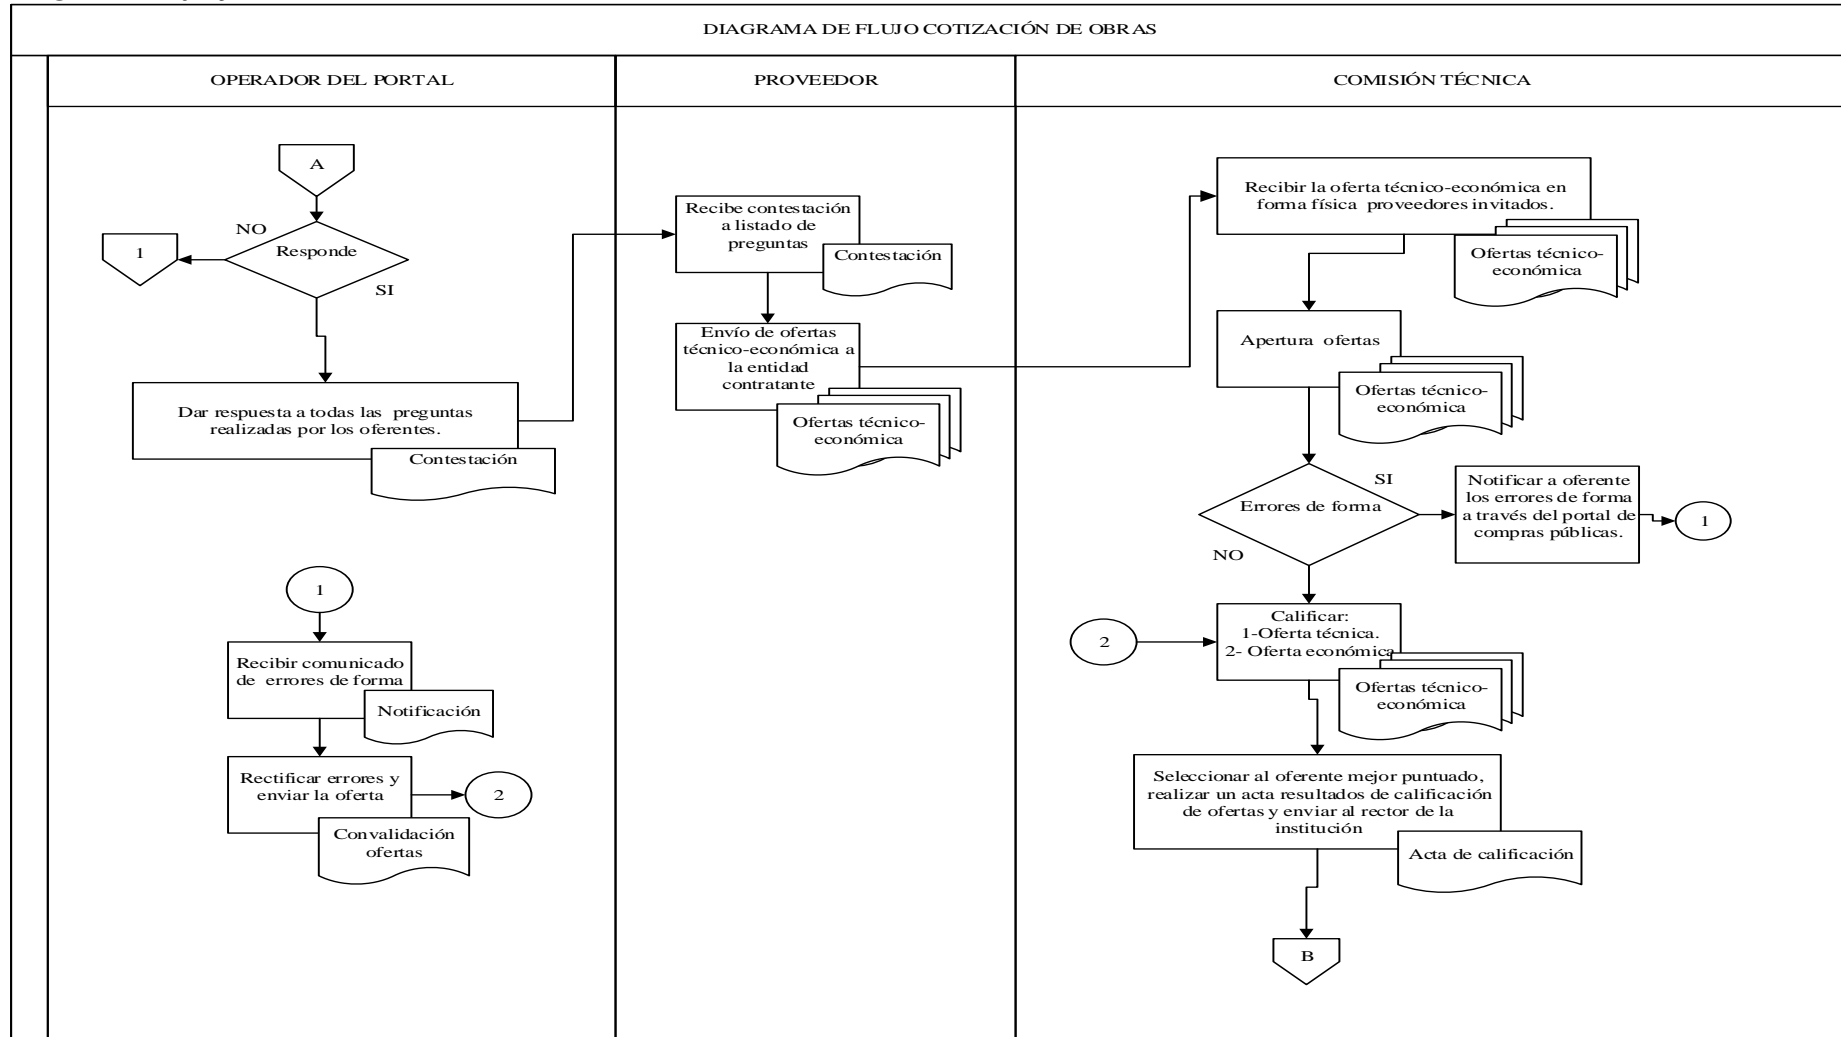 DIAGRAMA DE FLUJO COTIZACIÓN DE OBRAS
OPERADOR DEL PORTAL
PROVEEDOR
COMISIÓN TÉCNICA
A
NO
Responde
1
SI
Dar respuesta a todas las preguntas
realizadas por los oferentes.
Contestación
1
Recibir comunicado
de errores de forma
Notificación
Rectificar errores y
enviar la oferta
2
Convalidación
ofertas
Recibe contestación
a listado de
preguntas
Contestación
Envío de ofertas
técnico-económica a
la entidad
contratante
Ofertas técnico-
económica
Recibir la oferta técnico-económica en
forma física proveedores invitados.
Ofertas técnico-
económica
Apertura ofertas
Ofertas técnico-
económica
SI
Errores de forma
NO
Notificar a oferente
los errores de forma
a través del portal de
compras públicas.
1
2
Calificar:
1-Oferta técnica.
2- Oferta económica
Ofertas técnico-
económica
Seleccionar al oferente mejor puntuado,
realizar un acta resultados de calificación
de ofertas y enviar al rector de la
institución
Acta de calificación
B